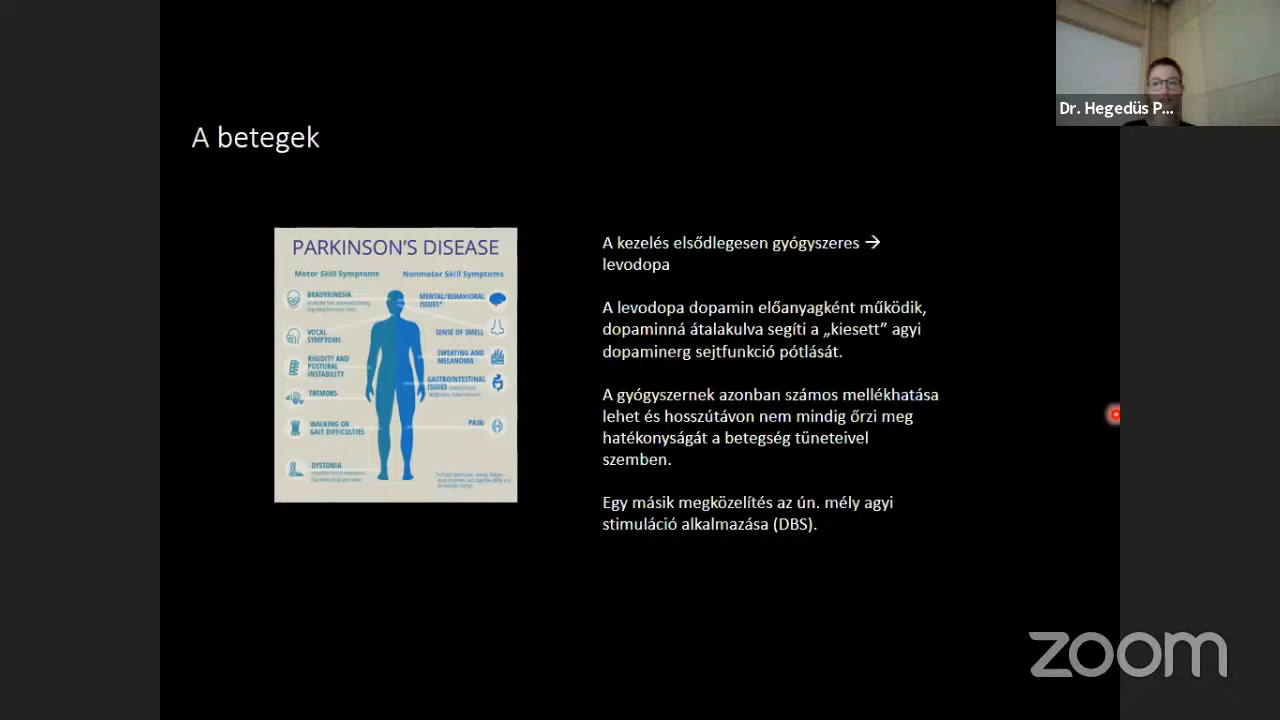 Dr. Hegedüs P...
A betegek
PARKINSON'S DISEASE
Motor Skill Symptoms
Nonmotor Skill Symptoms
BRADYKINESIA
VOCAL
SYMPTOMS
RIGIDITY AND
POSTURAL
INSTABILITY
TREMORS
WALKING OR
GAIT DIFFICULTIES
DYSTONIA
MENTAL/BEHAVIORAL
ISSUES*
SENSE OF SMELL
SWEATING AND
MELANOMA
GASTROINTESTINAL
ISSUES
PAIN
A kezelés elsődlegesen gyógyszeres →
levodopa
A levodopa dopamin előanyagként működik,
dopaminná átalakulva segíti a „kiesett” agyi
dopaminerg sejtfunkció pótlását.
A gyógyszernek azonban számos mellékhatása
lehet és hosszútávon nem mindig őrzi meg
hatékonyságát a betegség tüneteivel
szemben.
Egy másik megközelítés az ún. mély agyi
stimuláció alkalmazása (DBS).
zoom